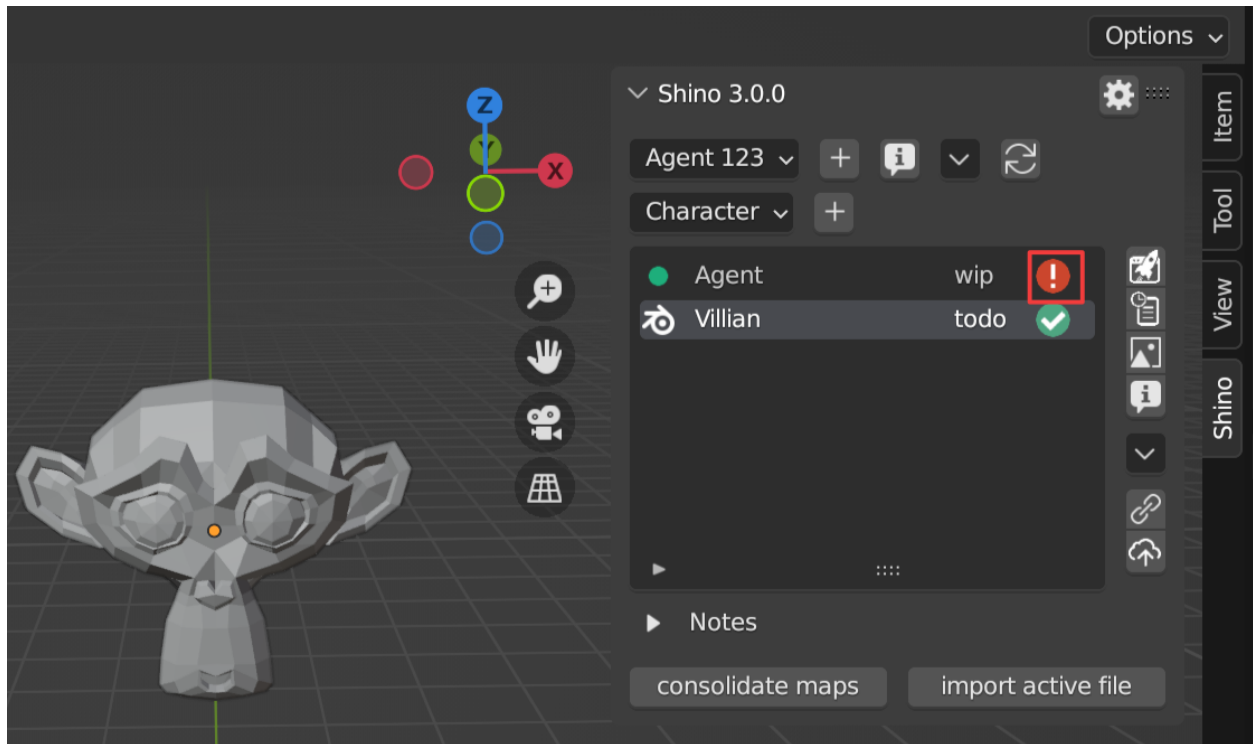 Options
Z
Y
X
Shino 3.0.0
Agent 123
Character
Agent wip
Villian todo
Notes
consolidate maps import active file
Item
Tool
View
Shino